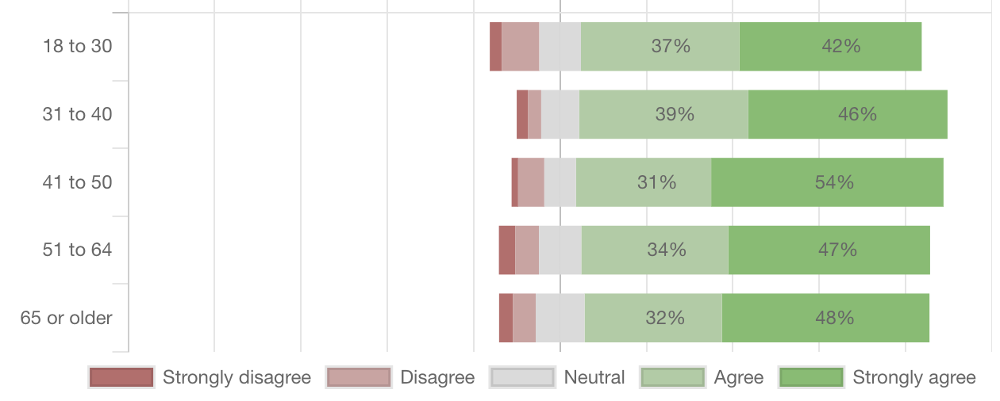 18 to 30 37% 42%
31 to 40 39% 46%
41 to 50 31% 54%
51 to 64 34% 47%
65 or older 32% 48%
Strongly disagree Disagree Neutral Agree Strongly agree